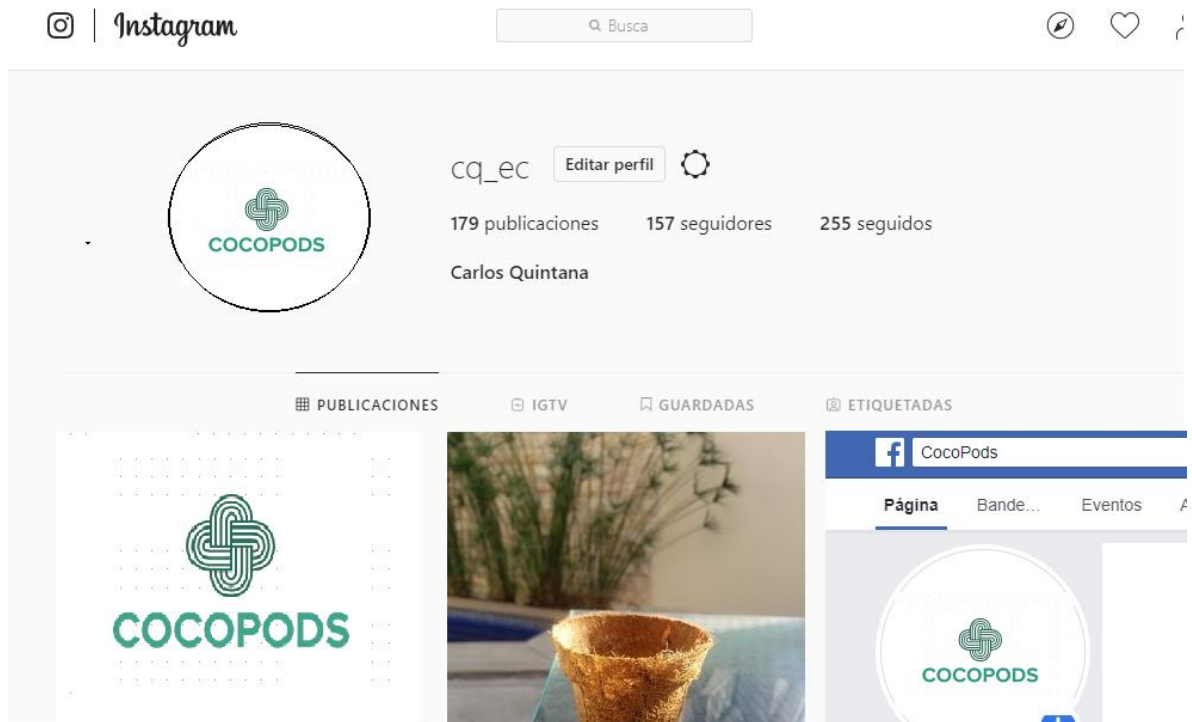 Instagram
Busca
COCOPODS
cq_ec Editar perfil
179 publicaciones 157 seguidores 255 seguidos
Carlos Quintana
PUBLICACIONES IGTV GUARDADAS ETIQUETADAS
COCOPODS
f CocoPods
Página Bande... Eventos A
COCOPODS